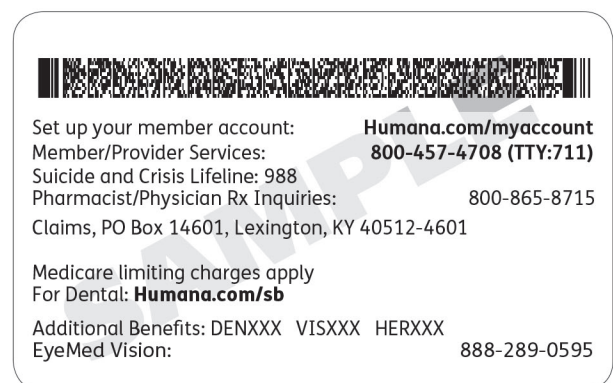 Set up your member account: Humana.com/myaccount
Member/Provider Services: 800-457-4708 (TTY:711)
Suicide and Crisis Lifeline: 988
Pharmacist/Physician Rx Inquiries: 800-865-8715
Claims, PO Box 14601, Lexington, KY 40512-4601
Medicare limiting charges apply
For Dental: Humana.com/sb
Additional Benefits: DENXXX VISXXX HERXXX
EyeMed Vision: 888-289-0595
SAMPLE